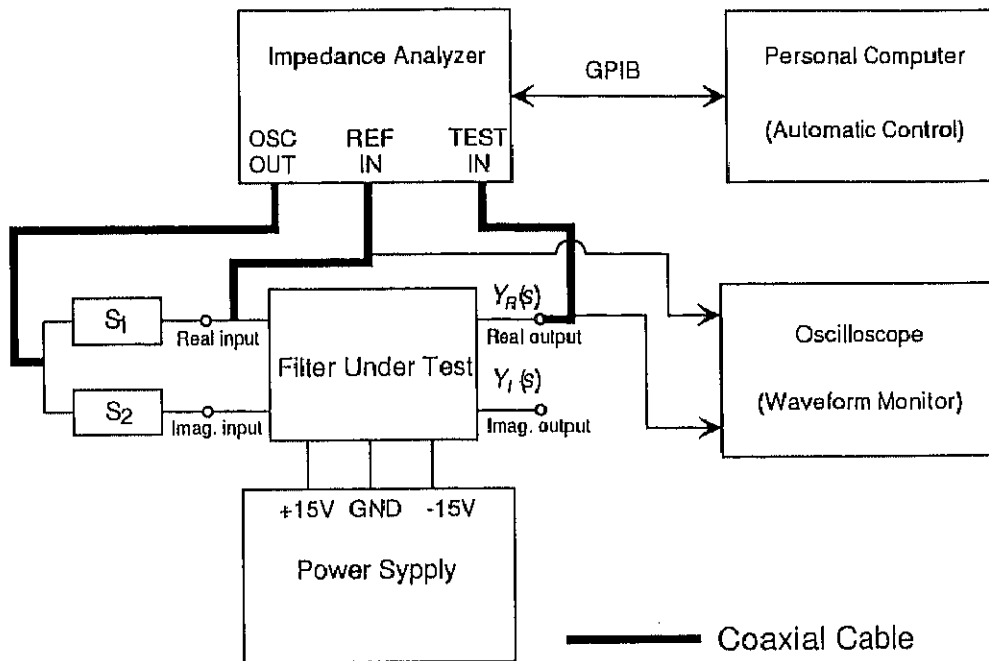 Impedance Analyzer
OSC OUT
REF IN
TEST IN
GPIB
Personal Computer
(Automatic Control)
S1
S2
Real input
Imag. input
Filter Under Test
YR(s)
Real output
YI(s)
Imag. output
Oscilloscope
(Waveform Monitor)
+15V GND -15V
Power Sypply
Coaxial Cable